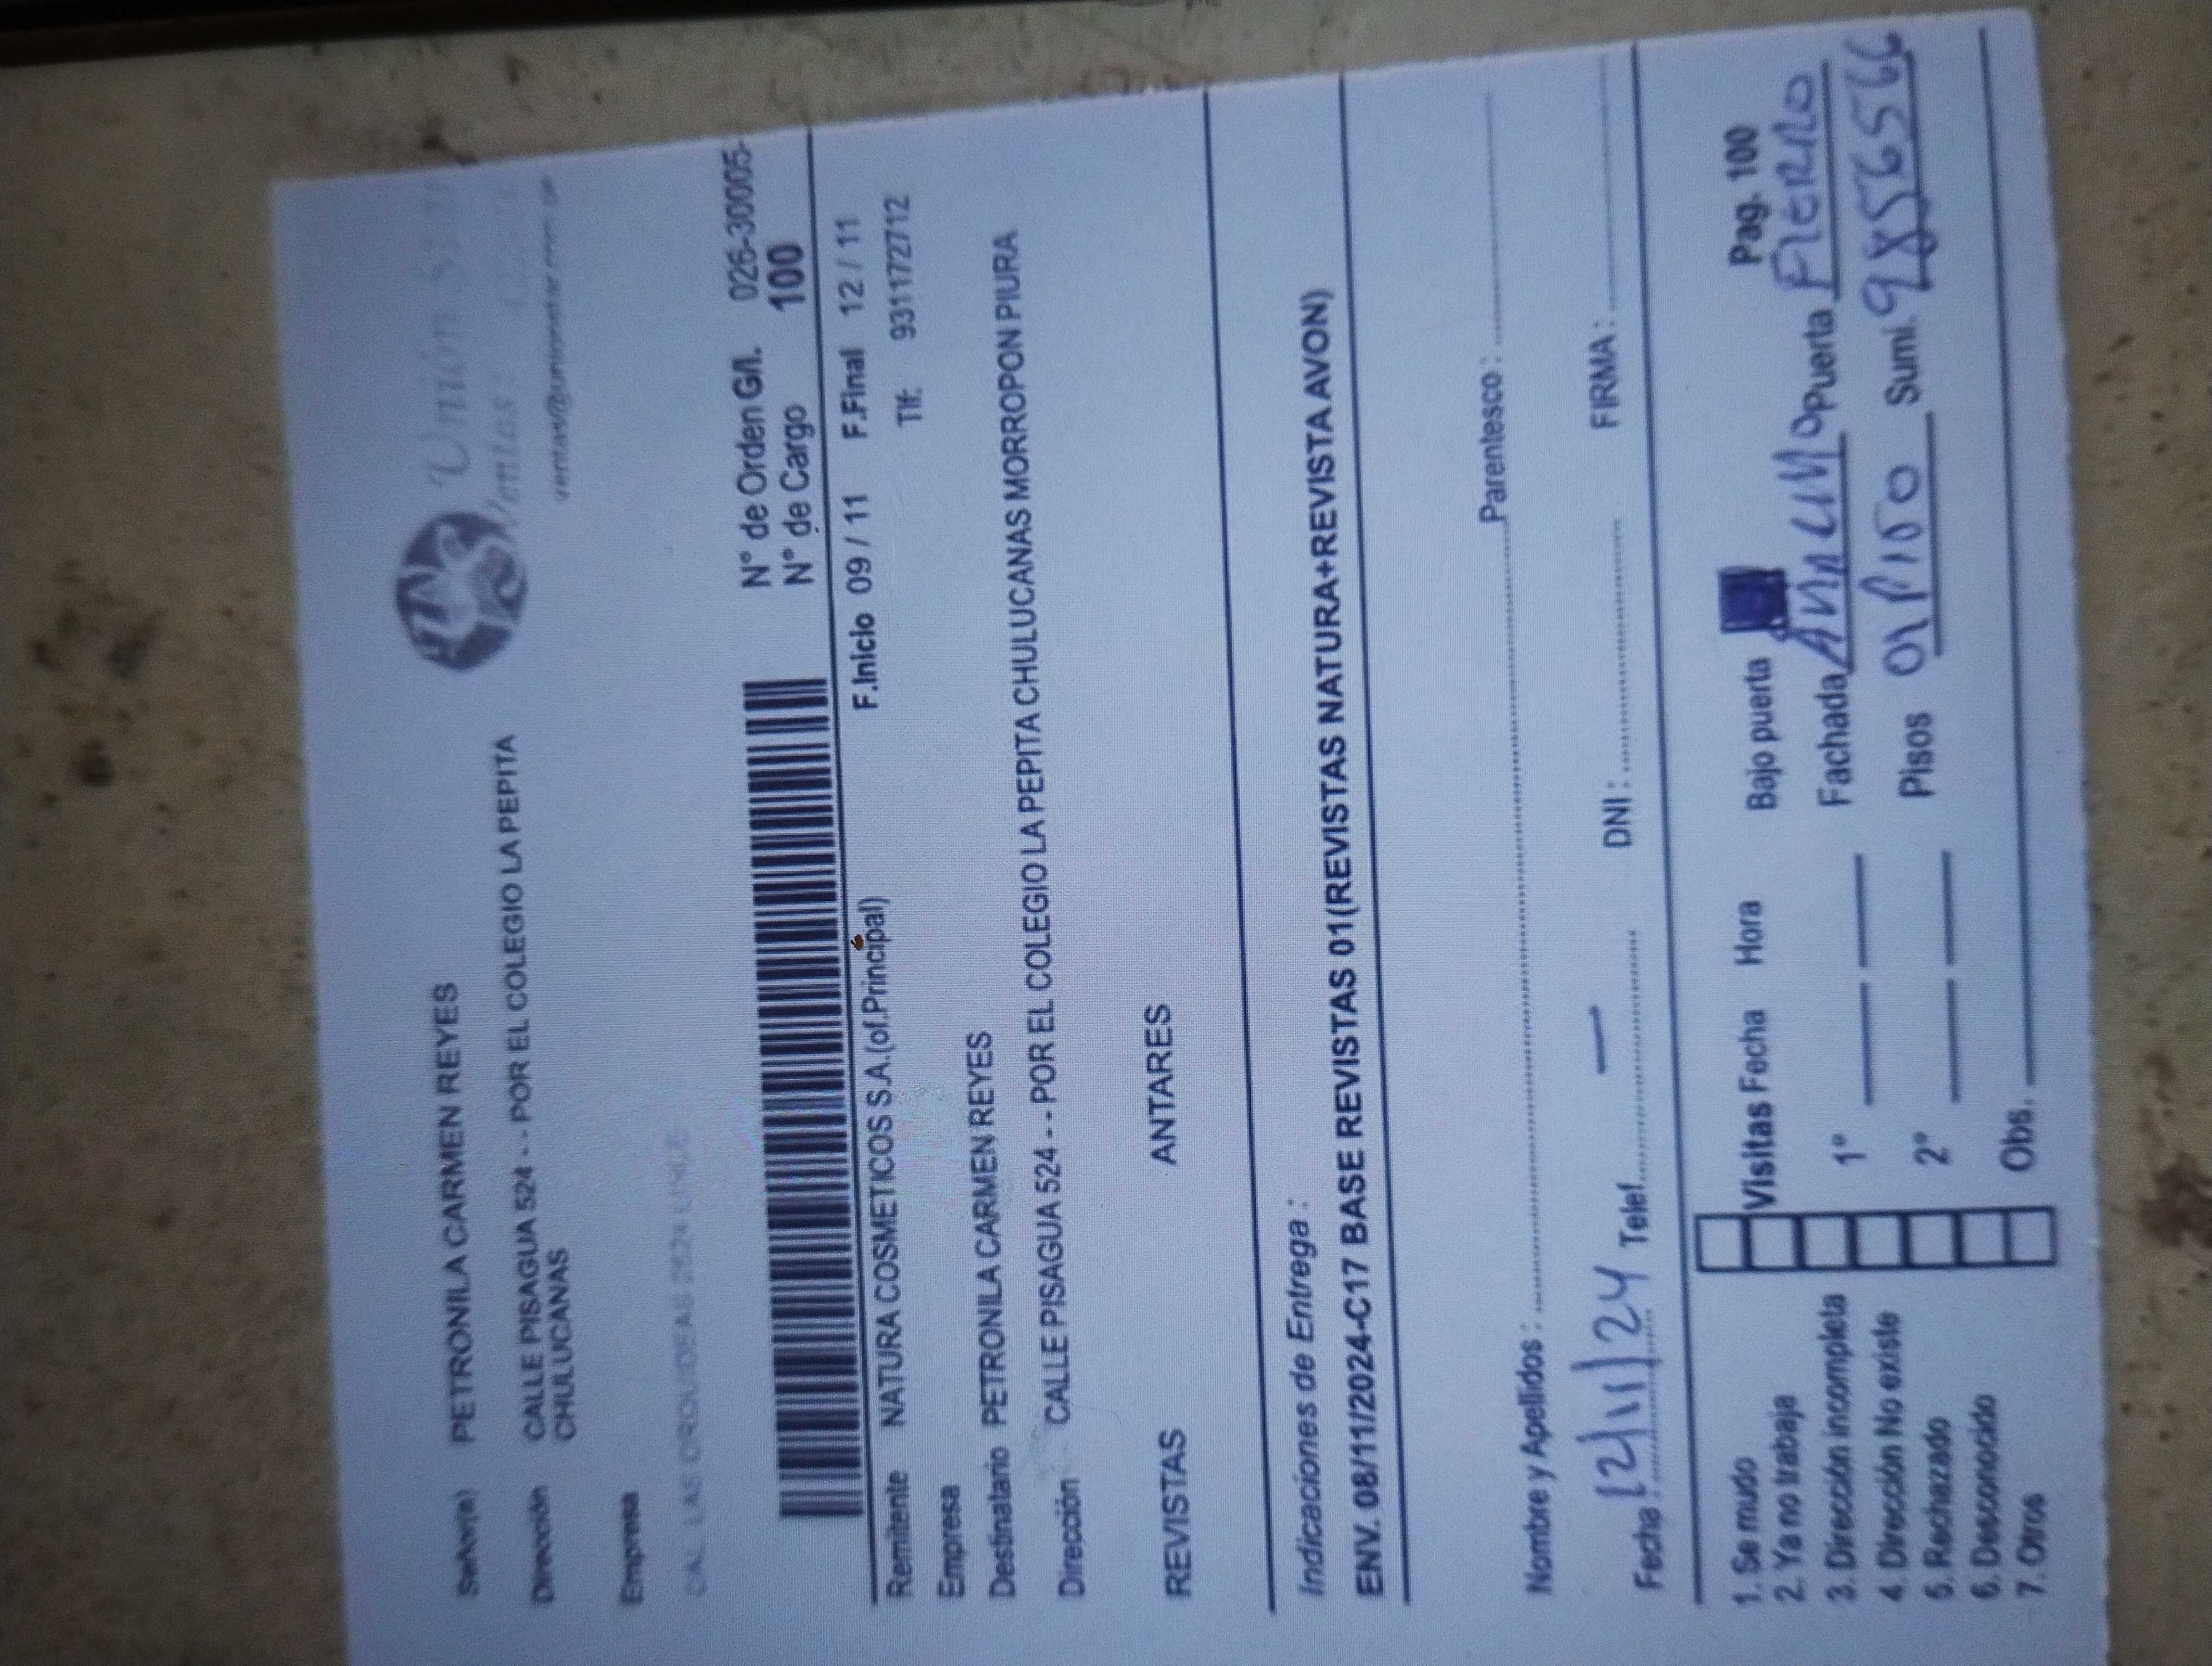 Señor(a) PETRONILA CARMEN REYES
Dirección CALLE PISAGUA 524 - - POR EL COLEGIO LA PEPITA
CHULUCANAS
Empresa
Unión
Ventas:
N° de Orden G/I. 026-30005-
N° de Cargo 100
F.Inicio 09 / 11 F.Final 12 / 11
Remitente NATURA COSMETICOS S.A.(of.Principal) Tlf: 931172712
Empresa
Destinatario PETRONILA CARMEN REYES
Dirección CALLE PISAGUA 524 - - POR EL COLEGIO LA PEPITA CHULUCANAS MORROPON PIURA
REVISTAS ANTARES
Indicaciones de Entrega :
ENV. 08/11/2024-C17 BASE REVISTAS 01(REVISTAS NATURA+REVISTA AVON)
Nombre y Apellidos : Parentesco :
Fecha 12/11/24 Telef. — DNI : FIRMA :
Pag. 100
1. Se mudo
2. Ya no trabaja
3. Dirección incompleta
4. Dirección No existe
5. Rechazado
6. Desconocido
7. Otros
Visitas Fecha Hora
1°
2°
Obs.
Bajo puerta
Fachada Puerta FIERRO
Pisos 01 PISO Sumi. 98556566